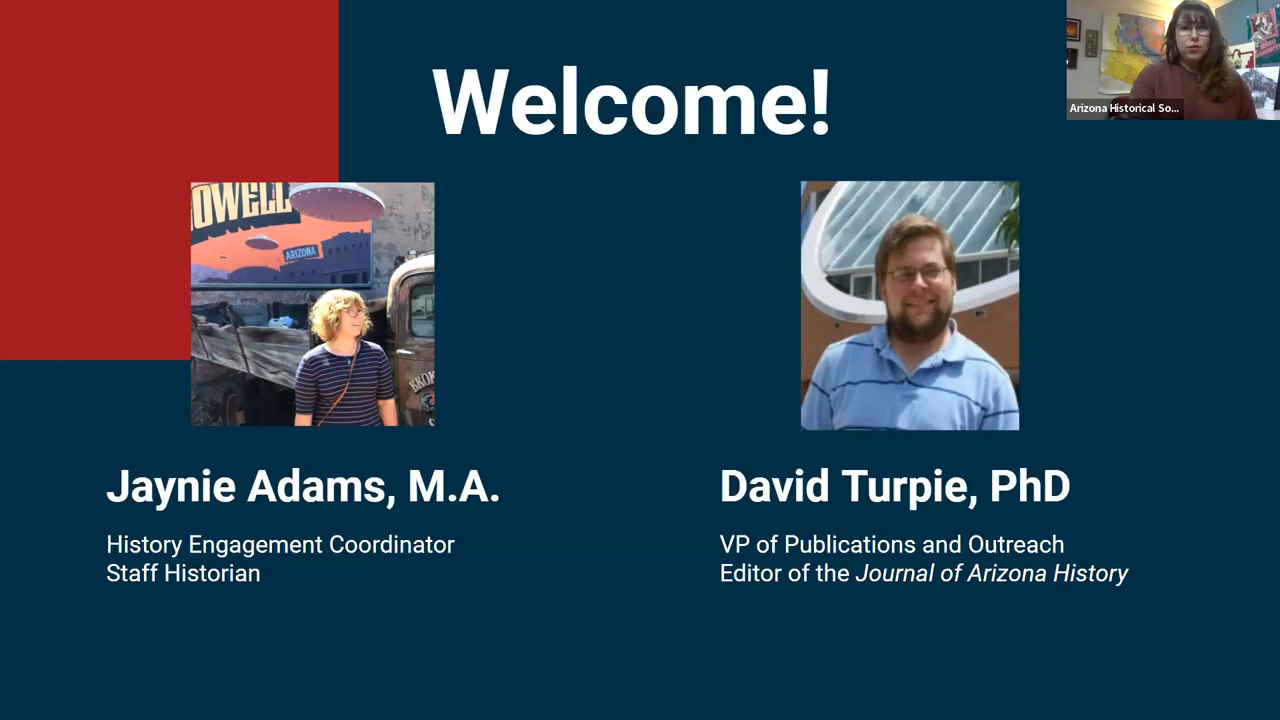 Welcome!
Arizona Historical So...
OWELL
ARIZONA
Jaynie Adams, M.A.
History Engagement Coordinator
Staff Historian
David Turpie, PhD
VP of Publications and Outreach
Editor of the Journal of Arizona History